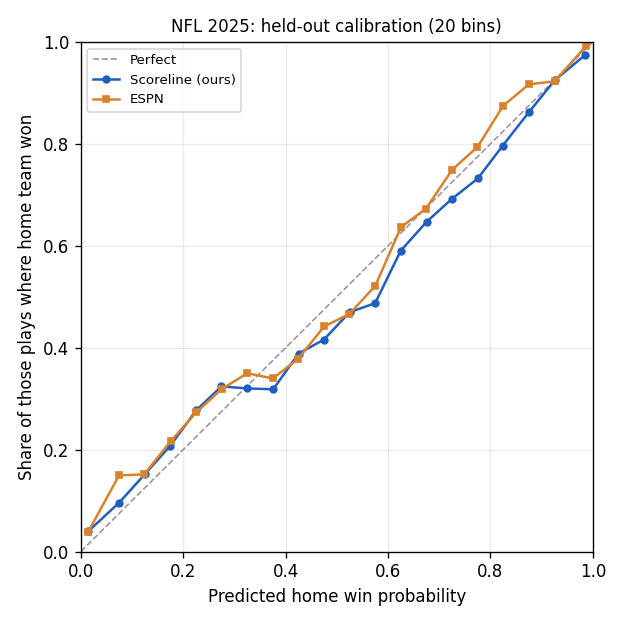 NFL 2025: held-out calibration (20 bins)
Perfect
Scoreline (ours)
ESPN
Share of those plays where home team won
1.0
0.8
0.6
0.4
0.2
0.0
0.0 0.2 0.4 0.6 0.8 1.0
Predicted home win probability